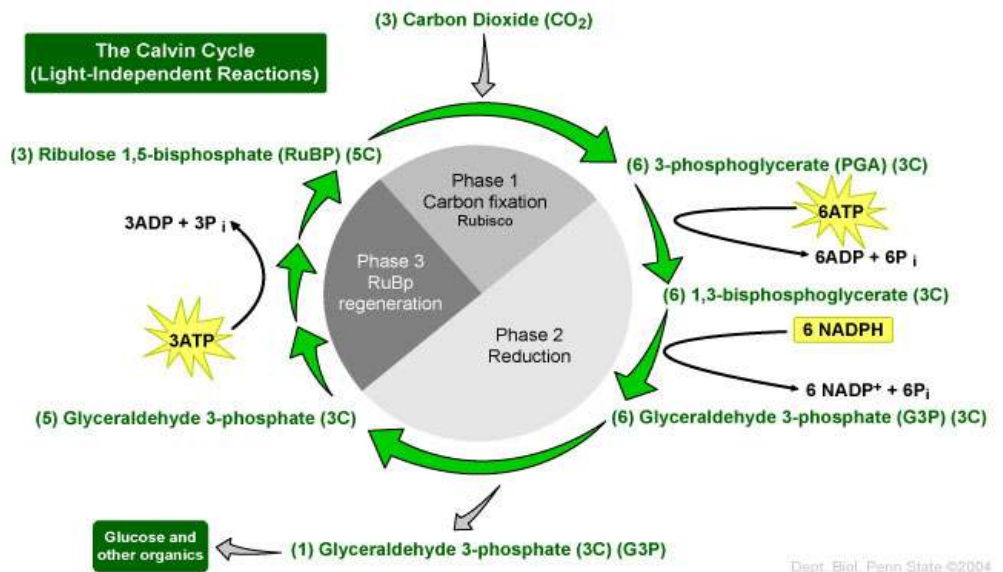 (3) Carbon Dioxide (CO₂)
The Calvin Cycle
(Light-Independent Reactions)
(3) Ribulose 1,5-bisphosphate (RuBP) (5C)
(6) 3-phosphoglycerate (PGA) (3C)
Phase 1
Carbon fixation
Rubisco
6ATP
3ADP + 3P i
6ADP + 6P i
Phase 3
RuBp
regeneration
(6) 1,3-bisphosphoglycerate (3C)
6 NADPH
Phase 2
Reduction
3ATP
6 NADP⁺ + 6Pᵢ
(5) Glyceraldehyde 3-phosphate (3C)
(6) Glyceraldehyde 3-phosphate (G3P) (3C)
Glucose and
other organics
(1) Glyceraldehyde 3-phosphate (3C) (G3P)
Dept. Biol. Penn State ©2004